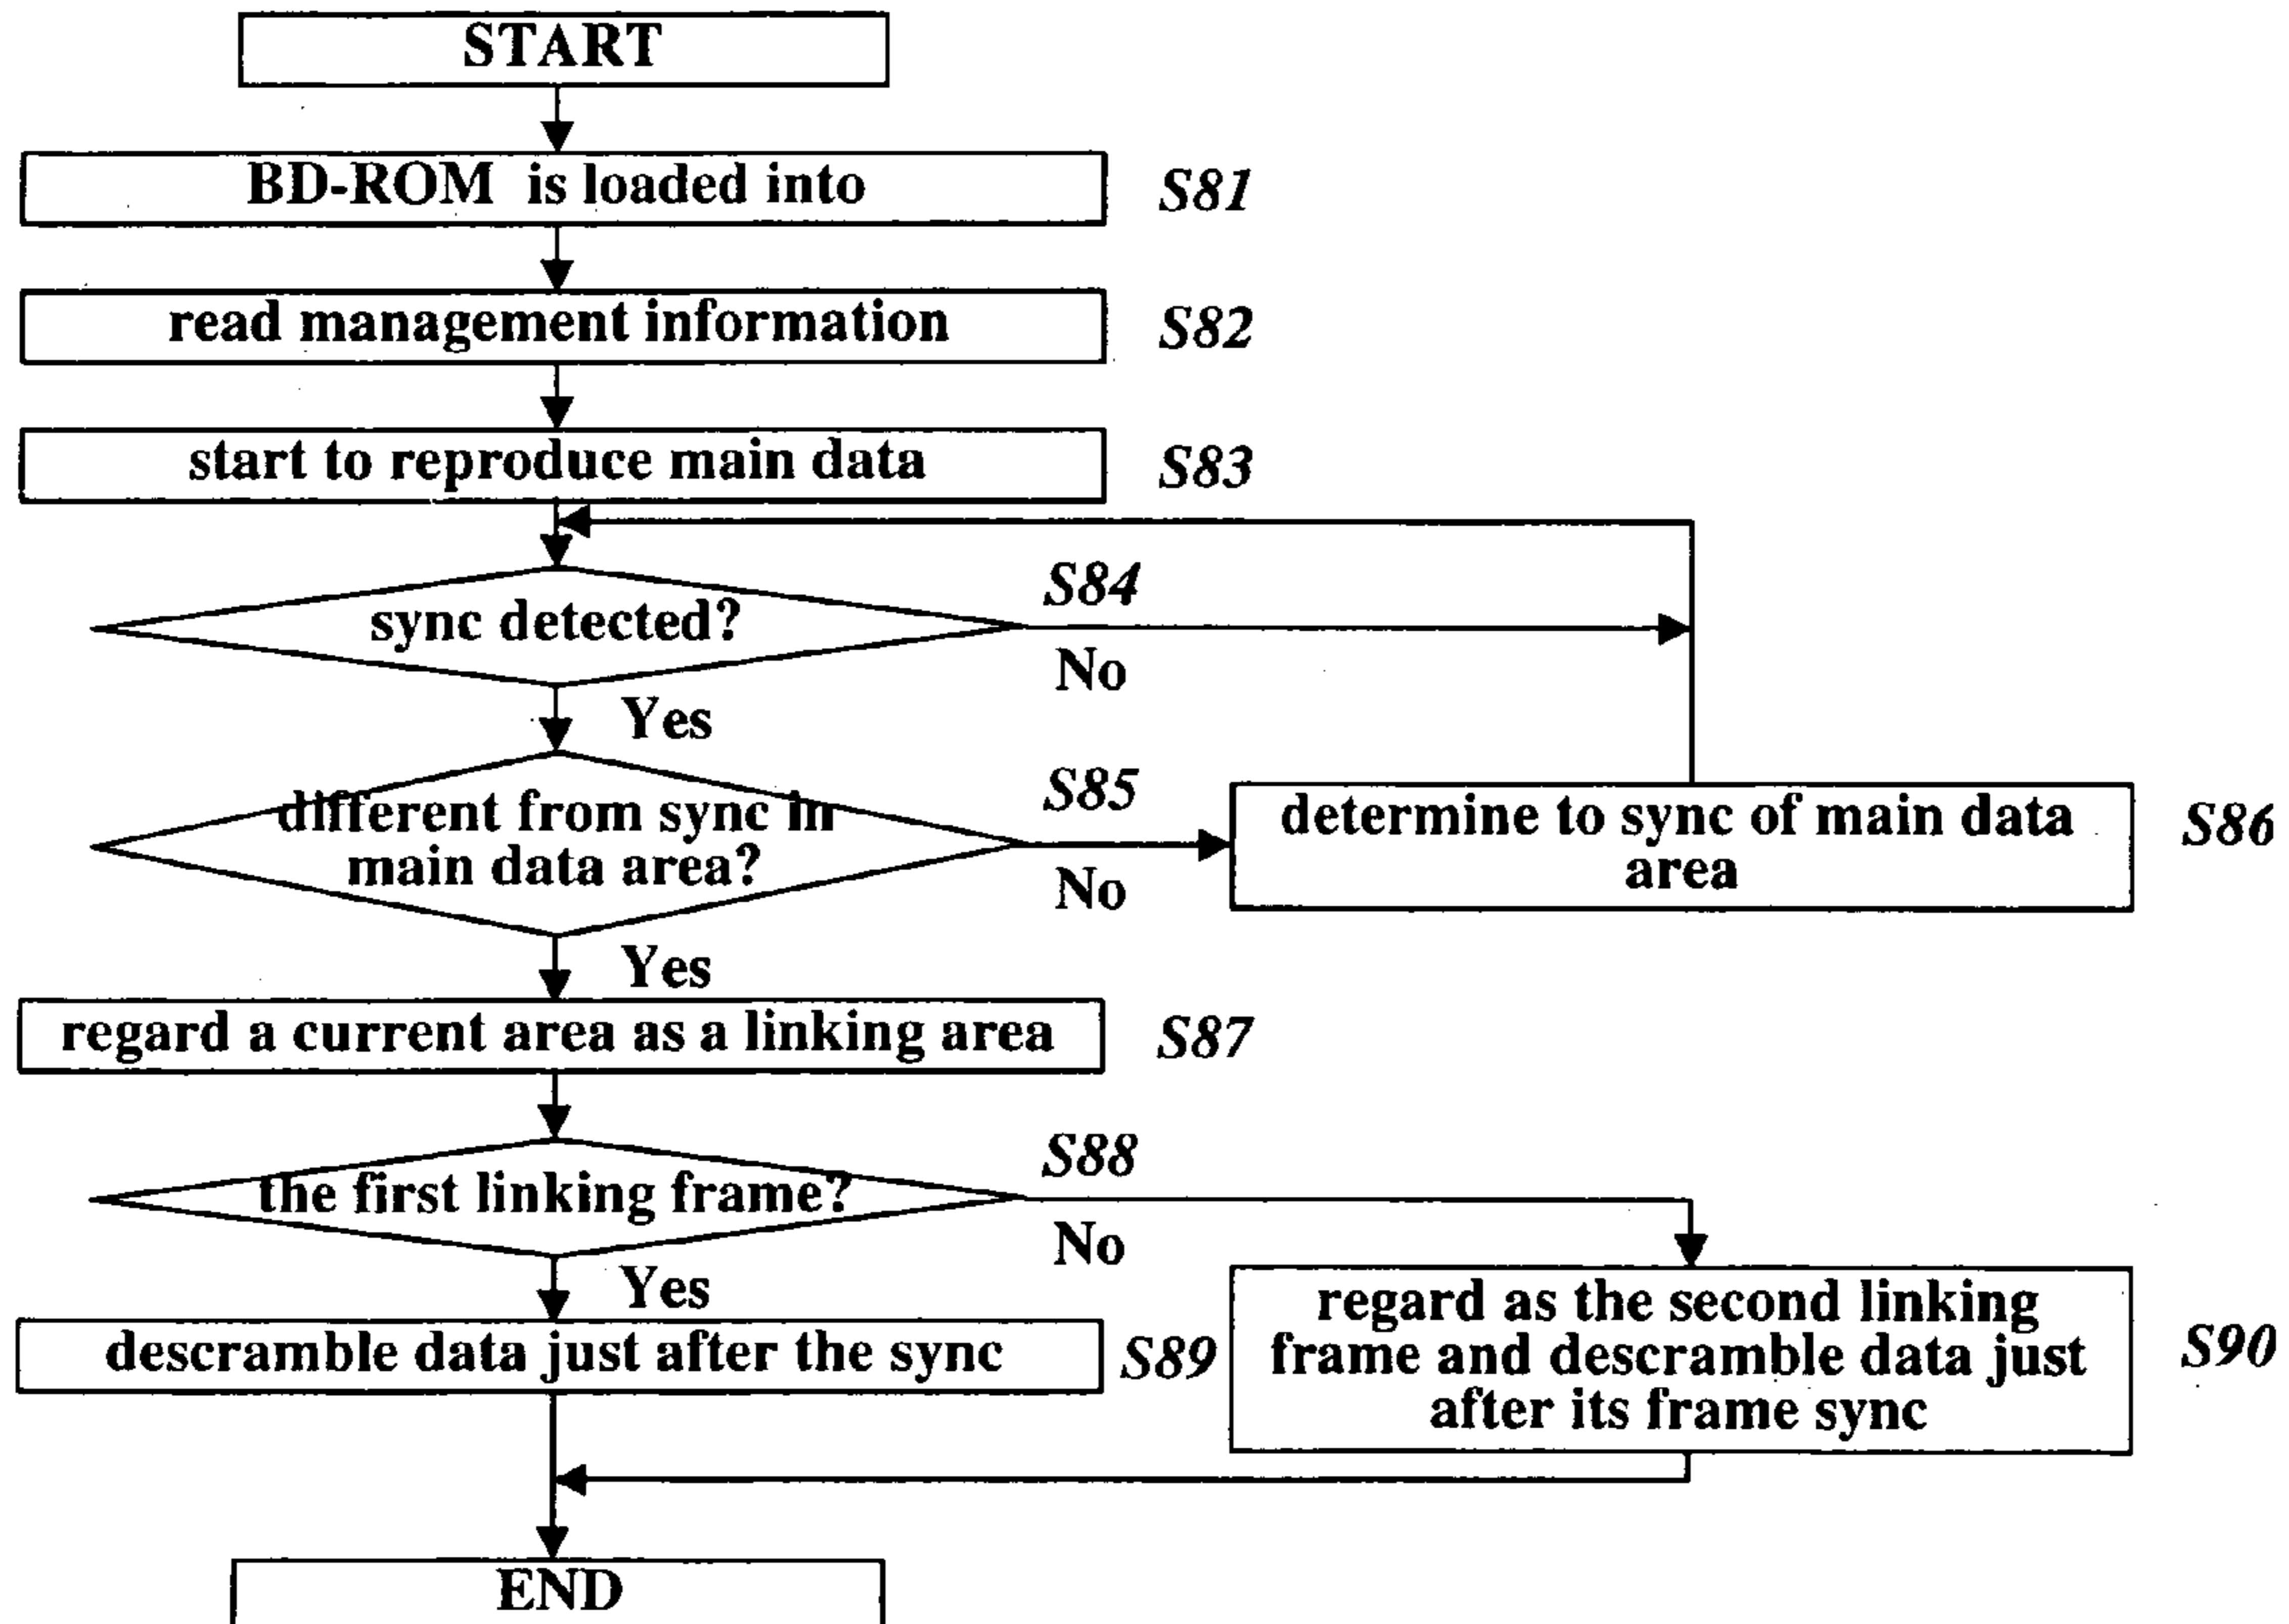 START
BD-ROM is loaded into
S81
read management information
S82
start to reproduce main data
S83
sync detected?
S84
No
Yes
different from sync in
main data area?
S85
No
determine to sync of main data
area
S86
Yes
regard a current area as a linking area
S87
the first linking frame?
S88
No
Yes
descramble data just after the sync
S89
regard as the second linking
frame and descramble data just
after its frame sync
S90
END